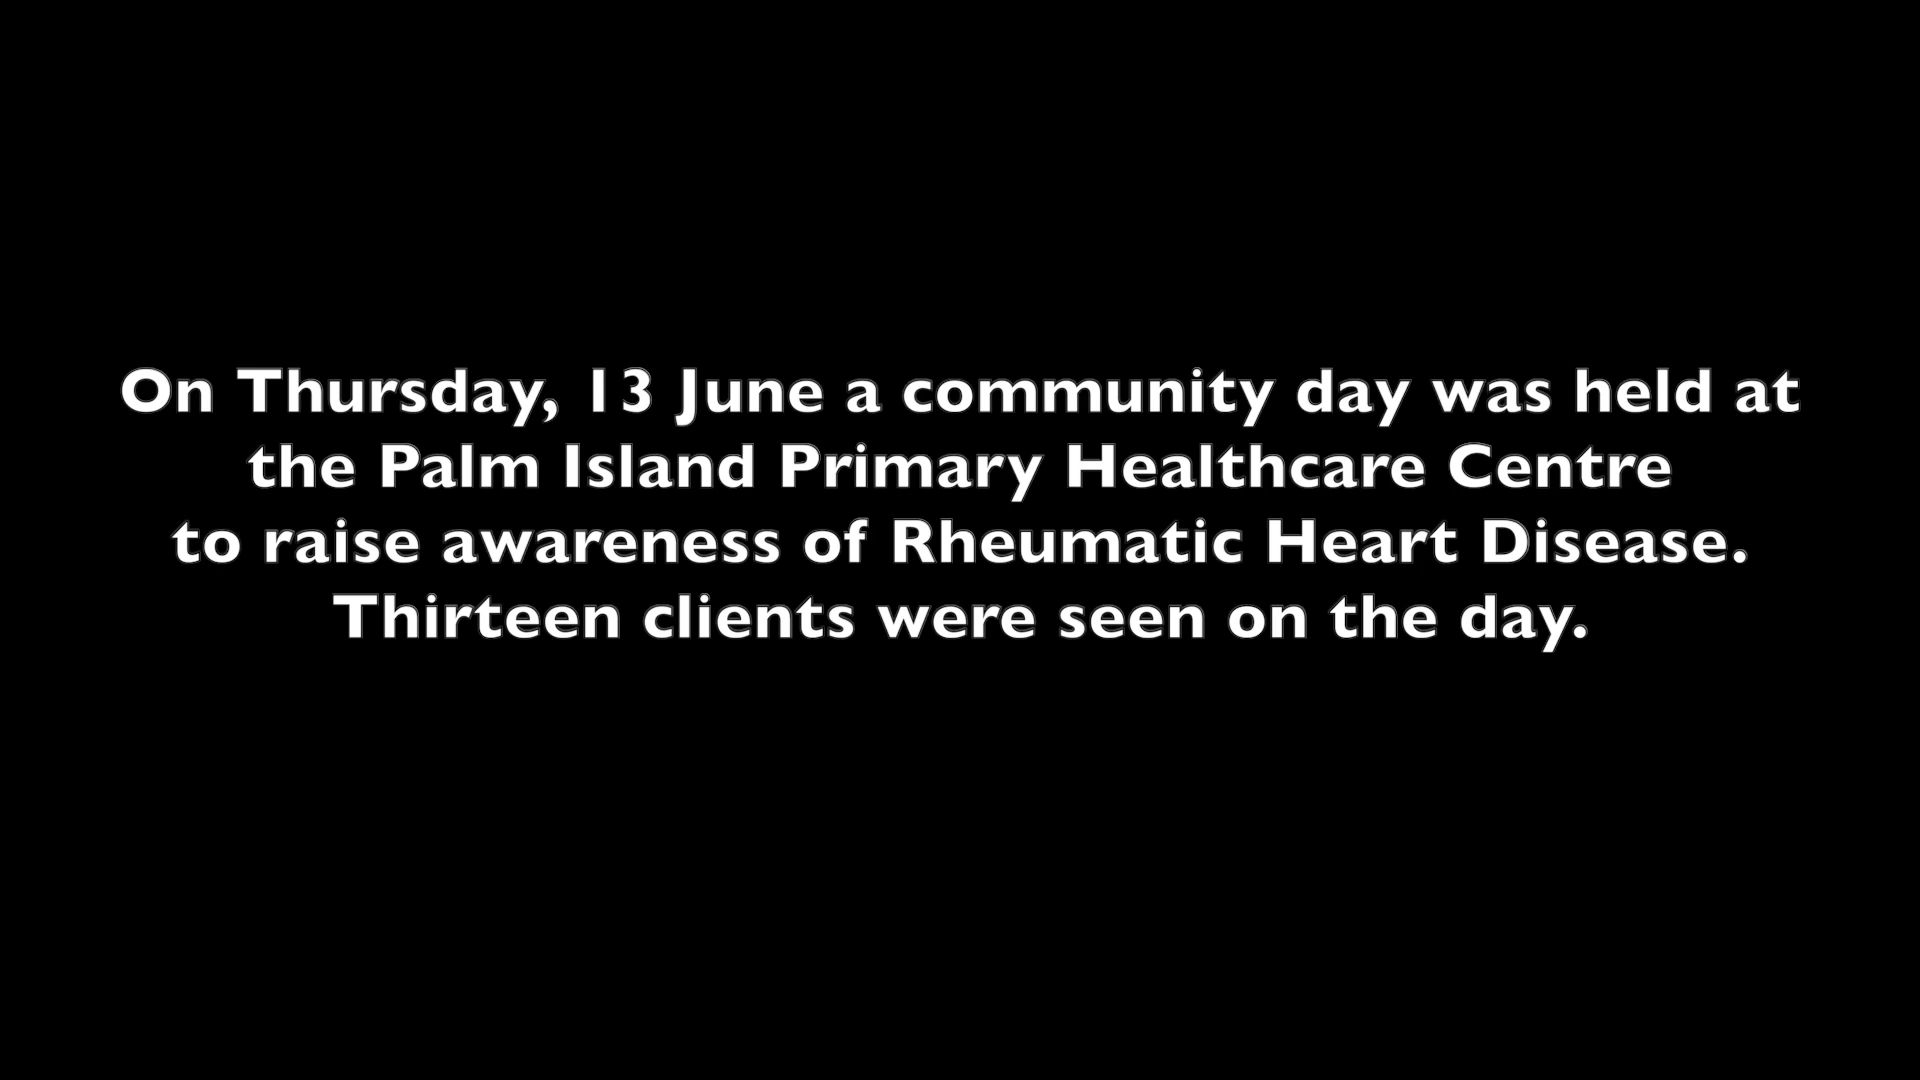 On Thursday, 13 June a community day was held at
the Palm Island Primary Healthcare Centre
to raise awareness of Rheumatic Heart Disease.
Thirteen clients were seen on the day.